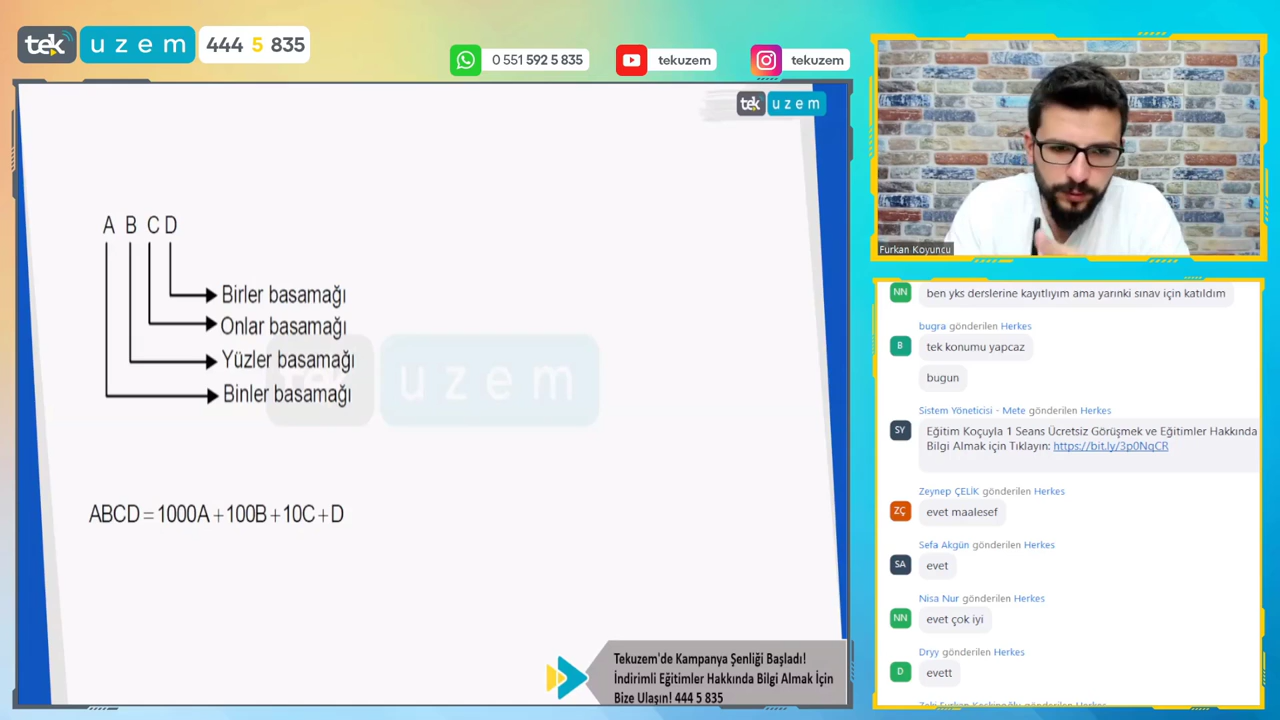 tek
uzem
444 5 835
0 551 592 5 835
tekuzem
tekuzem
tek uzem
A B C D
Birler basamağı
Onlar basamağı
Yüzler basamağı
Binler basamağı
uzem
ABCD = 1000A + 100B + 10C + D
Tekuzem'de Kampanya Şenliği Başladı!
İndirimli Eğitimler Hakkında Bilgi Almak İçin
Bize Ulaşın! 444 5 835
Furkan Koyuncu
NN
ben yks derslerine kayıtlıyım ama yarınki sınav için katıldım
bugra gönderilen Herkes
B
tek konumu yapcaz
bugun
Sistem Yöneticisi - Mete gönderilen Herkes
SY
Eğitim Koçuyla 1 Seans Ücretsiz Görüşmek ve Eğitimler Hakkında
Bilgi Almak için Tıklayın: https://bit.ly/3p0NqCR
Zeynep ÇELİK gönderilen Herkes
ZÇ
evet maalesef
Sefa Akgün gönderilen Herkes
SA
evet
Nisa Nur gönderilen Herkes
NN
evet çok iyi
Dryy gönderilen Herkes
D
evett